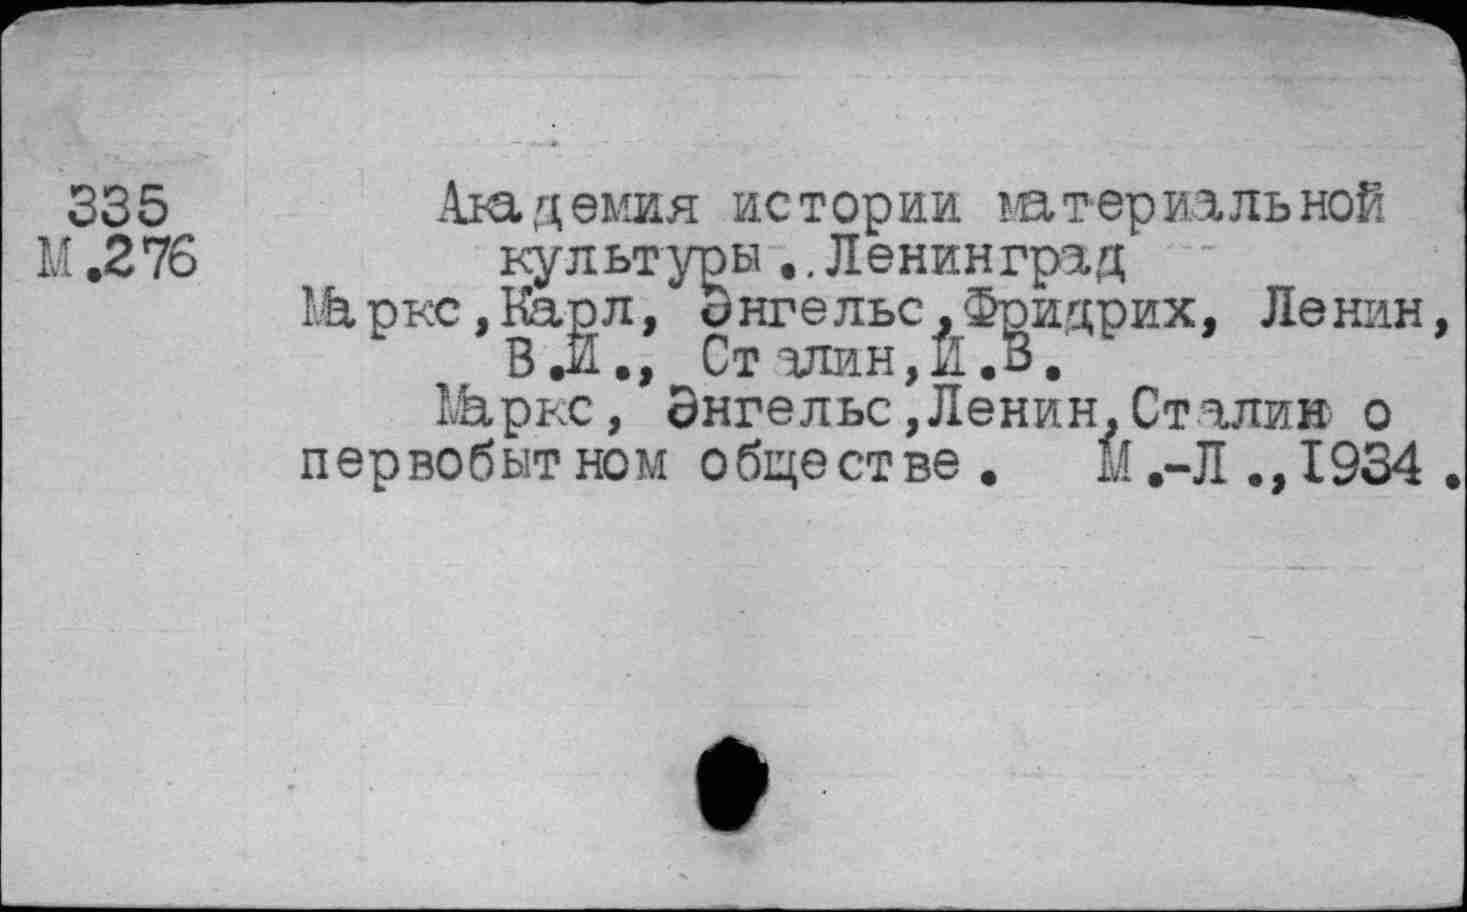 335 Академия истории материальной
М.276 культуры..Ленинград
Маркс,Карл, Энгельс,Фридрих, Ленин,
В.И., Сталин,И.В.
Маркс, Энгельс,Ленин,Сталин о
первобытном обществе. М.-Л.,1934.